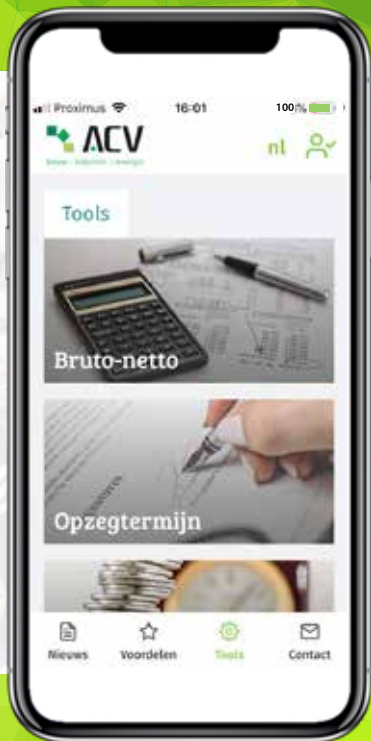 Proximus 16:01 100%
ACV
bouw - industrie & energie
nl
Tools
Bruto-netto
Opzegtermijn
Nieuws Voordelen Tools Contact